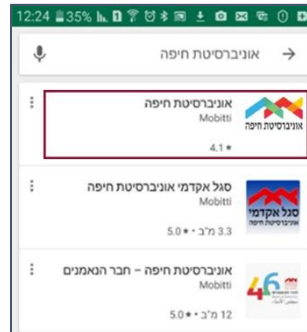 12:24 35%
אוניברסיטת חיפה
אוניברסיטת חיפה
Mobitti
4.1
אוניברסיטת חיפה
סגל אקדמי אוניברסיטת חיפה
Mobitti
3.3 מ"ב • 5.0
סגל אקדמי
אוניברסיטת חיפה
אוניברסיטת חיפה – חבר הנאמנים
Mobitti
12 מ"ב • 5.0
46